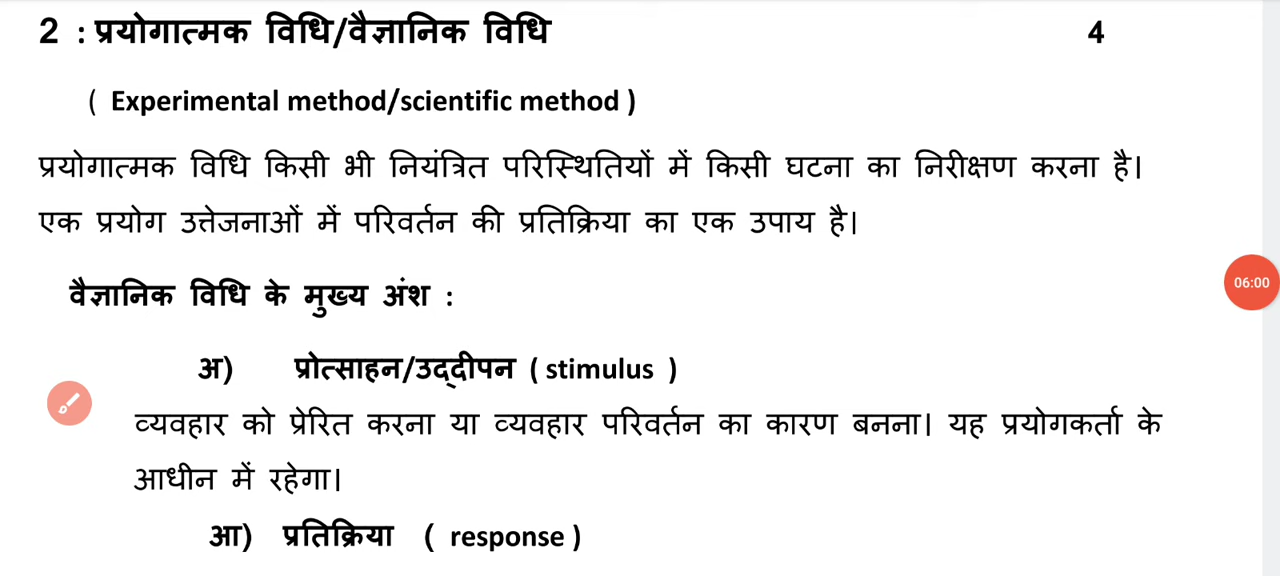 2 : प्रयोगात्मक विधि/वैज्ञानिक विधि 4
( Experimental method/scientific method )
प्रयोगात्मक विधि किसी भी नियंत्रित परिस्थितियों में किसी घटना का निरीक्षण करना है।
एक प्रयोग उत्तेजनाओं में परिवर्तन की प्रतिक्रिया का एक उपाय है।
वैज्ञानिक विधि के मुख्य अंश :
06:00
अ) प्रोत्साहन/उद्दीपन ( stimulus )
व्यवहार को प्रेरित करना या व्यवहार परिवर्तन का कारण बनना। यह प्रयोगकर्ता के
आधीन में रहेगा।
आ) प्रतिक्रिया ( response )